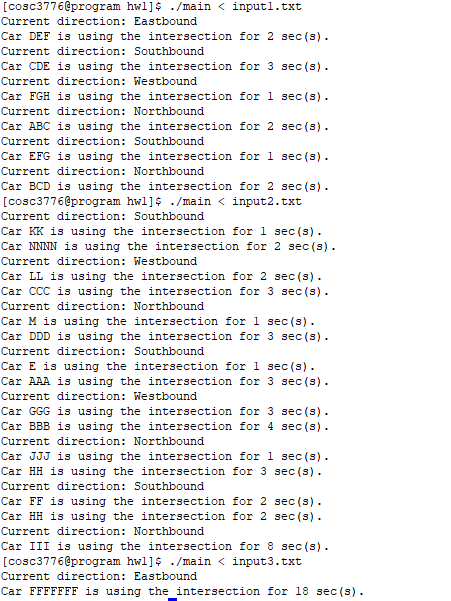 [cosc3776@program hw1]$ ./main < input1.txt
Current direction: Eastbound
Car DEF is using the intersection for 2 sec(s).
Current direction: Southbound
Car CDE is using the intersection for 3 sec(s).
Current direction: Westbound
Car FGH is using the intersection for 1 sec(s).
Current direction: Northbound
Car ABC is using the intersection for 2 sec(s).
Current direction: Southbound
Car EFG is using the intersection for 1 sec(s).
Current direction: Northbound
Car BCD is using the intersection for 2 sec(s).
[cosc3776@program hw1]$ ./main < input2.txt
Current direction: Southbound
Car KK is using the intersection for 1 sec(s).
Car NNNN is using the intersection for 2 sec(s).
Current direction: Westbound
Car LL is using the intersection for 2 sec(s).
Car CCC is using the intersection for 3 sec(s).
Current direction: Northbound
Car M is using the intersection for 1 sec(s).
Car DDD is using the intersection for 3 sec(s).
Current direction: Southbound
Car E is using the intersection for 1 sec(s).
Car AAA is using the intersection for 3 sec(s).
Current direction: Westbound
Car GGG is using the intersection for 3 sec(s).
Car BBB is using the intersection for 4 sec(s).
Current direction: Northbound
Car JJJ is using the intersection for 1 sec(s).
Car HH is using the intersection for 3 sec(s).
Current direction: Southbound
Car FF is using the intersection for 2 sec(s).
Car HH is using the intersection for 2 sec(s).
Current direction: Northbound
Car III is using the intersection for 8 sec(s).
[cosc3776@program hw1]$ ./main < input3.txt
Current direction: Eastbound
Car FFFFFFF is using the intersection for 18 sec(s).